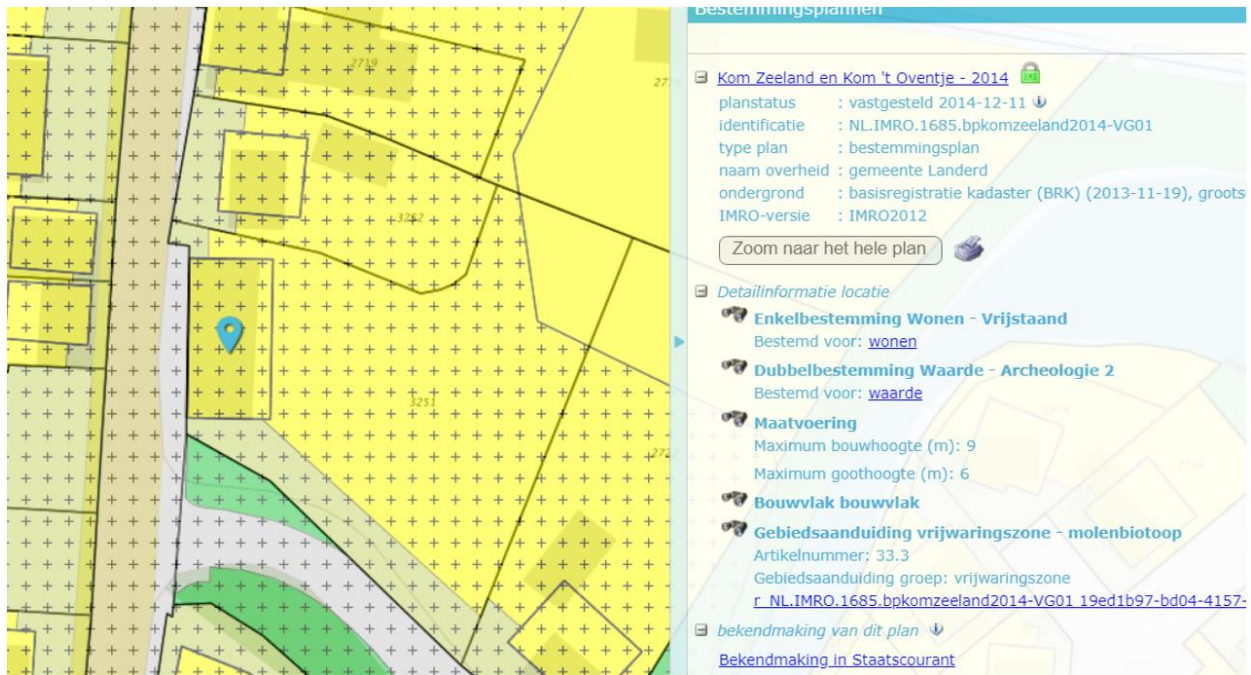 Bestemmingsplannen
Kom Zeeland en Kom 't Oventje - 2014
planstatus : vastgesteld 2014-12-11
identificatie : NL.IMRO.1685.bpkomzeeland2014-VG01
type plan : bestemmingsplan
naam overheid : gemeente Landerd
ondergrond : basisregistratie kadaster (BRK) (2013-11-19), groots
IMRO-versie : IMRO2012
Zoom naar het hele plan
Detailinformatie locatie
Enkelbestemming Wonen - Vrijstaand
Bestemd voor: wonen
Dubbelbestemming Waarde - Archeologie 2
Bestemd voor: waarde
Maatvoering
Maximum bouwhoogte (m): 9
Maximum goothoogte (m): 6
Bouwvlak bouwvlak
Gebiedsaanduiding vrijwaringszone - molenbiotoop
Artikelnummer: 33.3
Gebiedsaanduiding groep: vrijwaringszone
r_NL.IMRO.1685.bpkomzeeland2014-VG01_19ed1b97-bd04-4157-
bekendmaking van dit plan
Bekendmaking in Staatscourant
2719
3252
3251